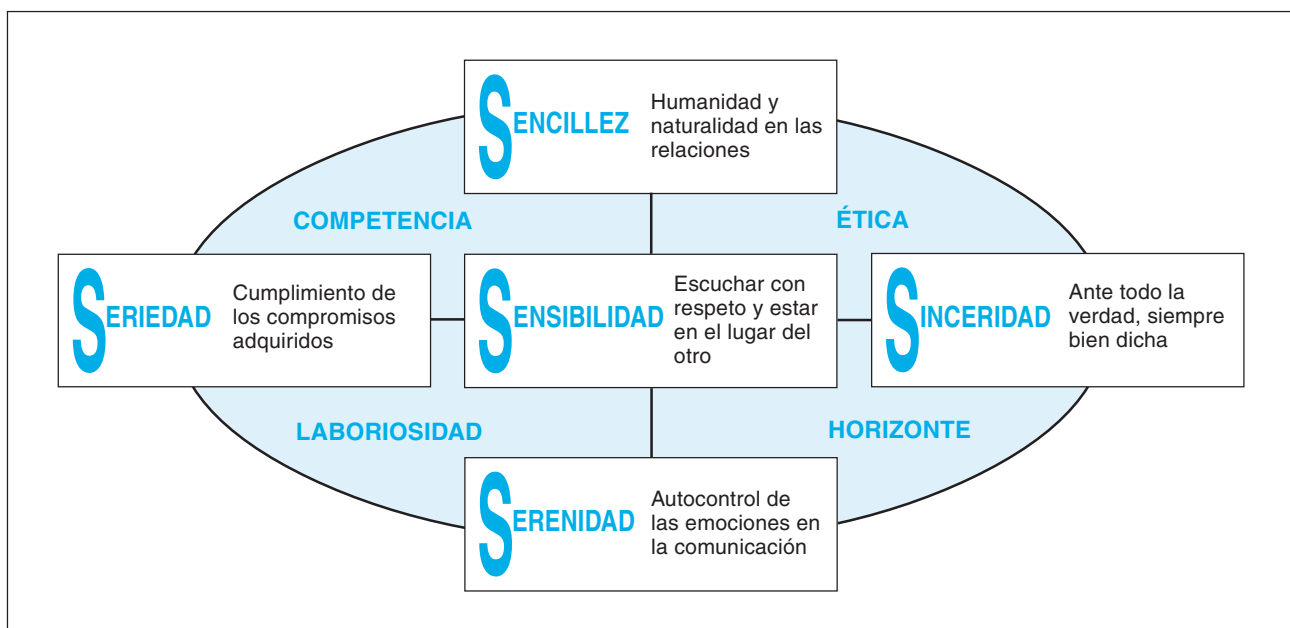 SENCILLEZ
Humanidad y
naturalidad en las
relaciones
COMPETENCIA
ÉTICA
SERIEDAD
Cumplimiento de
los compromisos
adquiridos
SENSIBILIDAD
Escuchar con
respeto y estar
en el lugar del
otro
SINCERIDAD
Ante todo la
verdad, siempre
bien dicha
LABORIOSIDAD
HORIZONTE
SERENIDAD
Autocontrol de
las emociones en
la comunicación